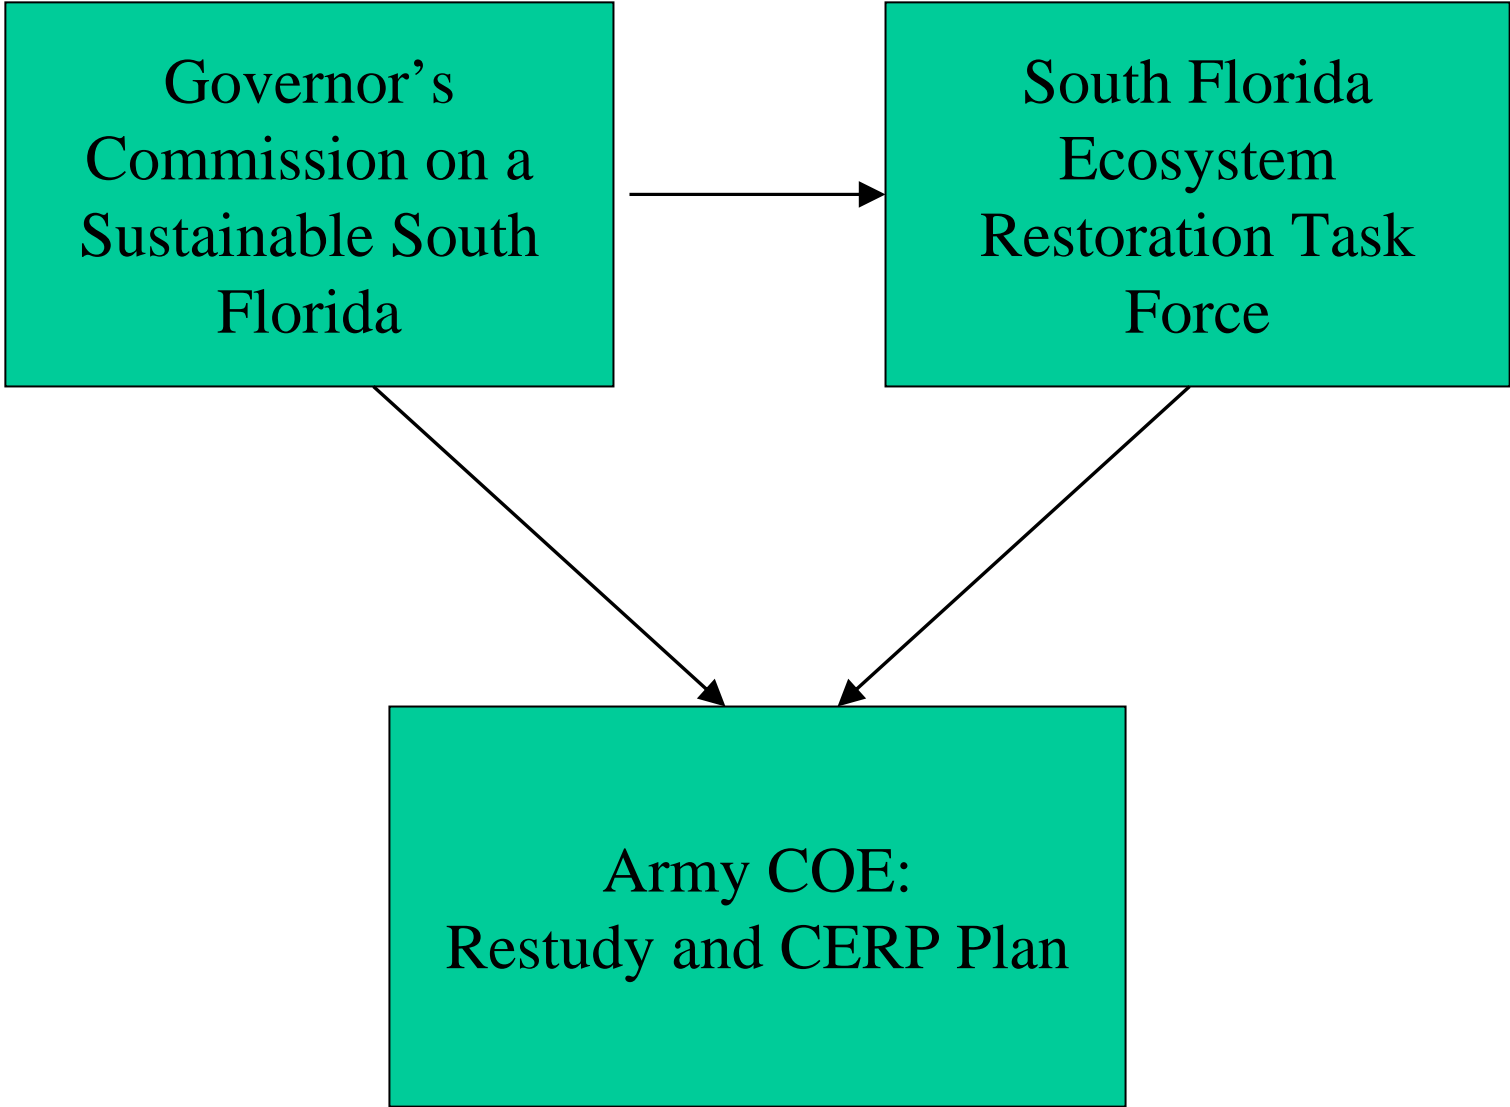 Governor’s
Commission on a
Sustainable South
Florida
South Florida
Ecosystem
Restoration Task
Force
Army COE:
Restudy and CERP Plan